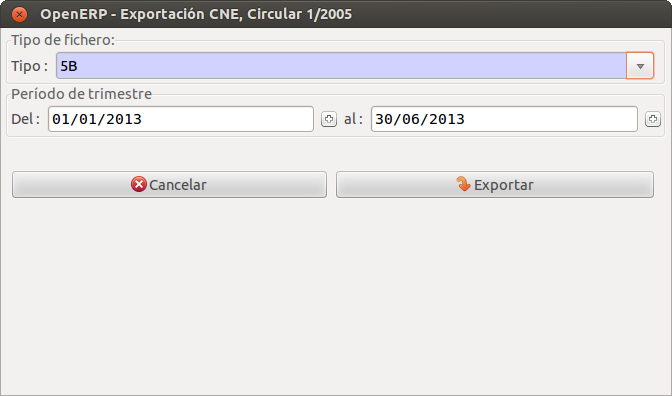 OpenERP - Exportación CNE, Circular 1/2005
Tipo de fichero:
Tipo : 5B
Período de trimestre
Del : 01/01/2013 al : 30/06/2013
Cancelar Exportar